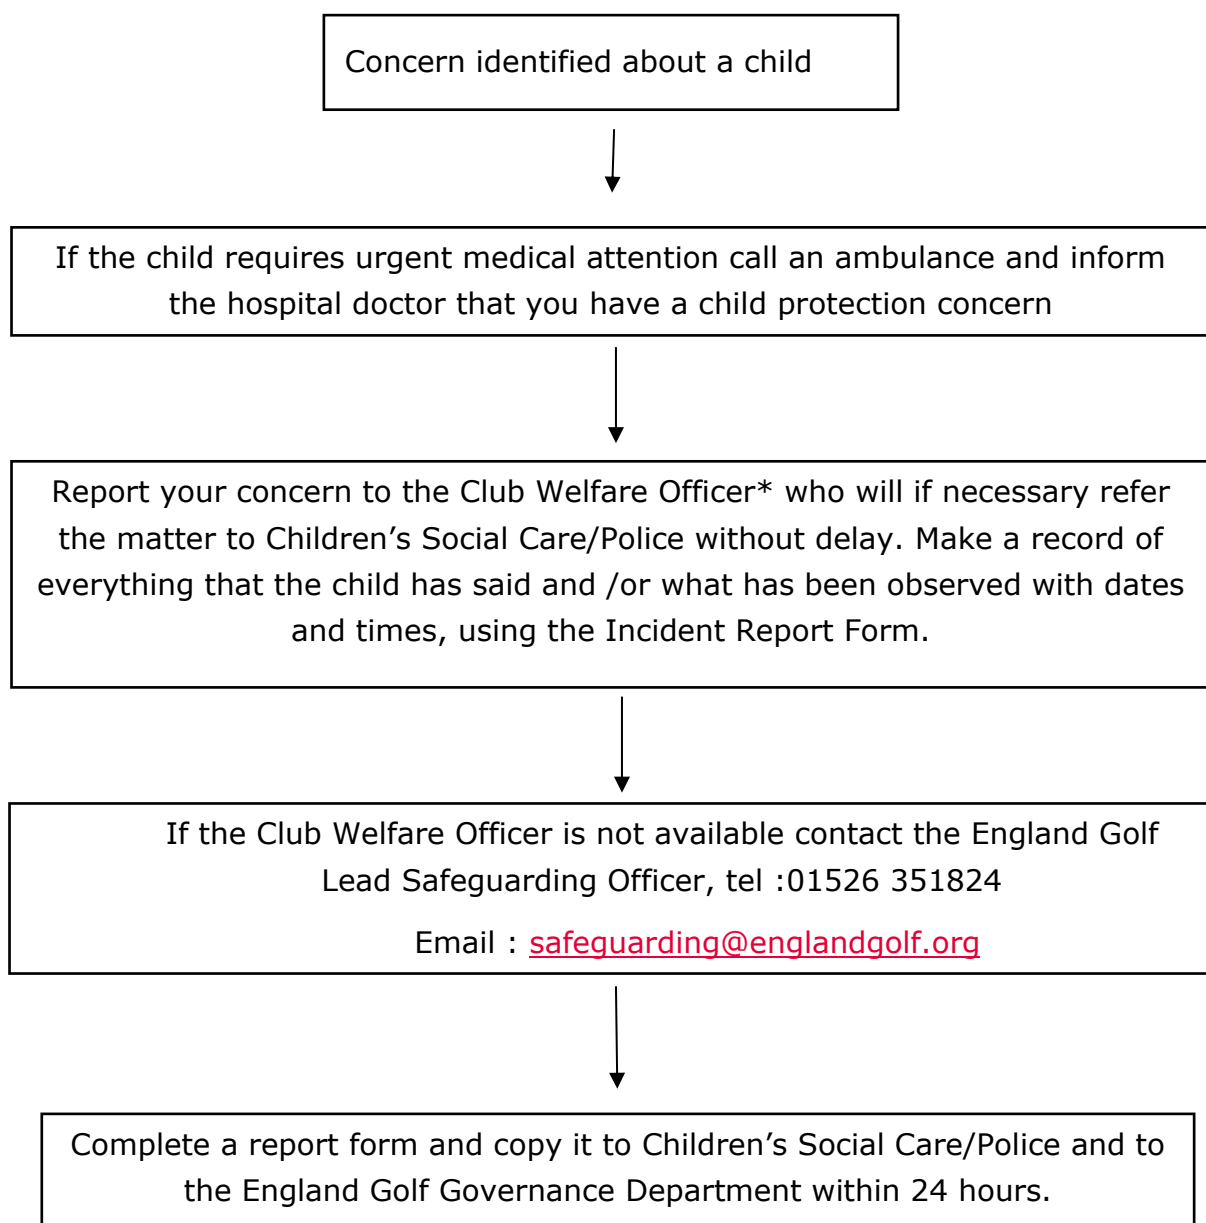 Concern identified about a child
If the child requires urgent medical attention call an ambulance and inform
the hospital doctor that you have a child protection concern
Report your concern to the Club Welfare Officer* who will if necessary refer
the matter to Children’s Social Care/Police without delay. Make a record of
everything that the child has said and /or what has been observed with dates
and times, using the Incident Report Form.
If the Club Welfare Officer is not available contact the England Golf
Lead Safeguarding Officer, tel :01526 351824
Email : safeguarding@englandgolf.org
Complete a report form and copy it to Children’s Social Care/Police and to
the England Golf Governance Department within 24 hours.